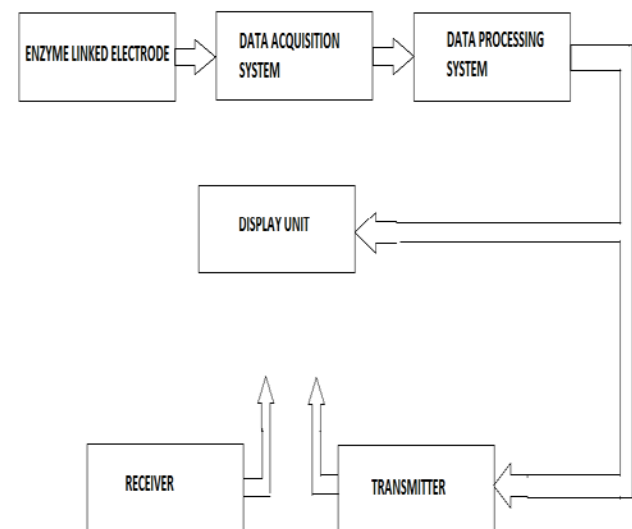 ENZYME LINKED ELECTRODE
DATA ACQUISITION
SYSTEM
DATA PROCESSING
SYSTEM
DISPLAY UNIT
RECEIVER
TRANSMITTER